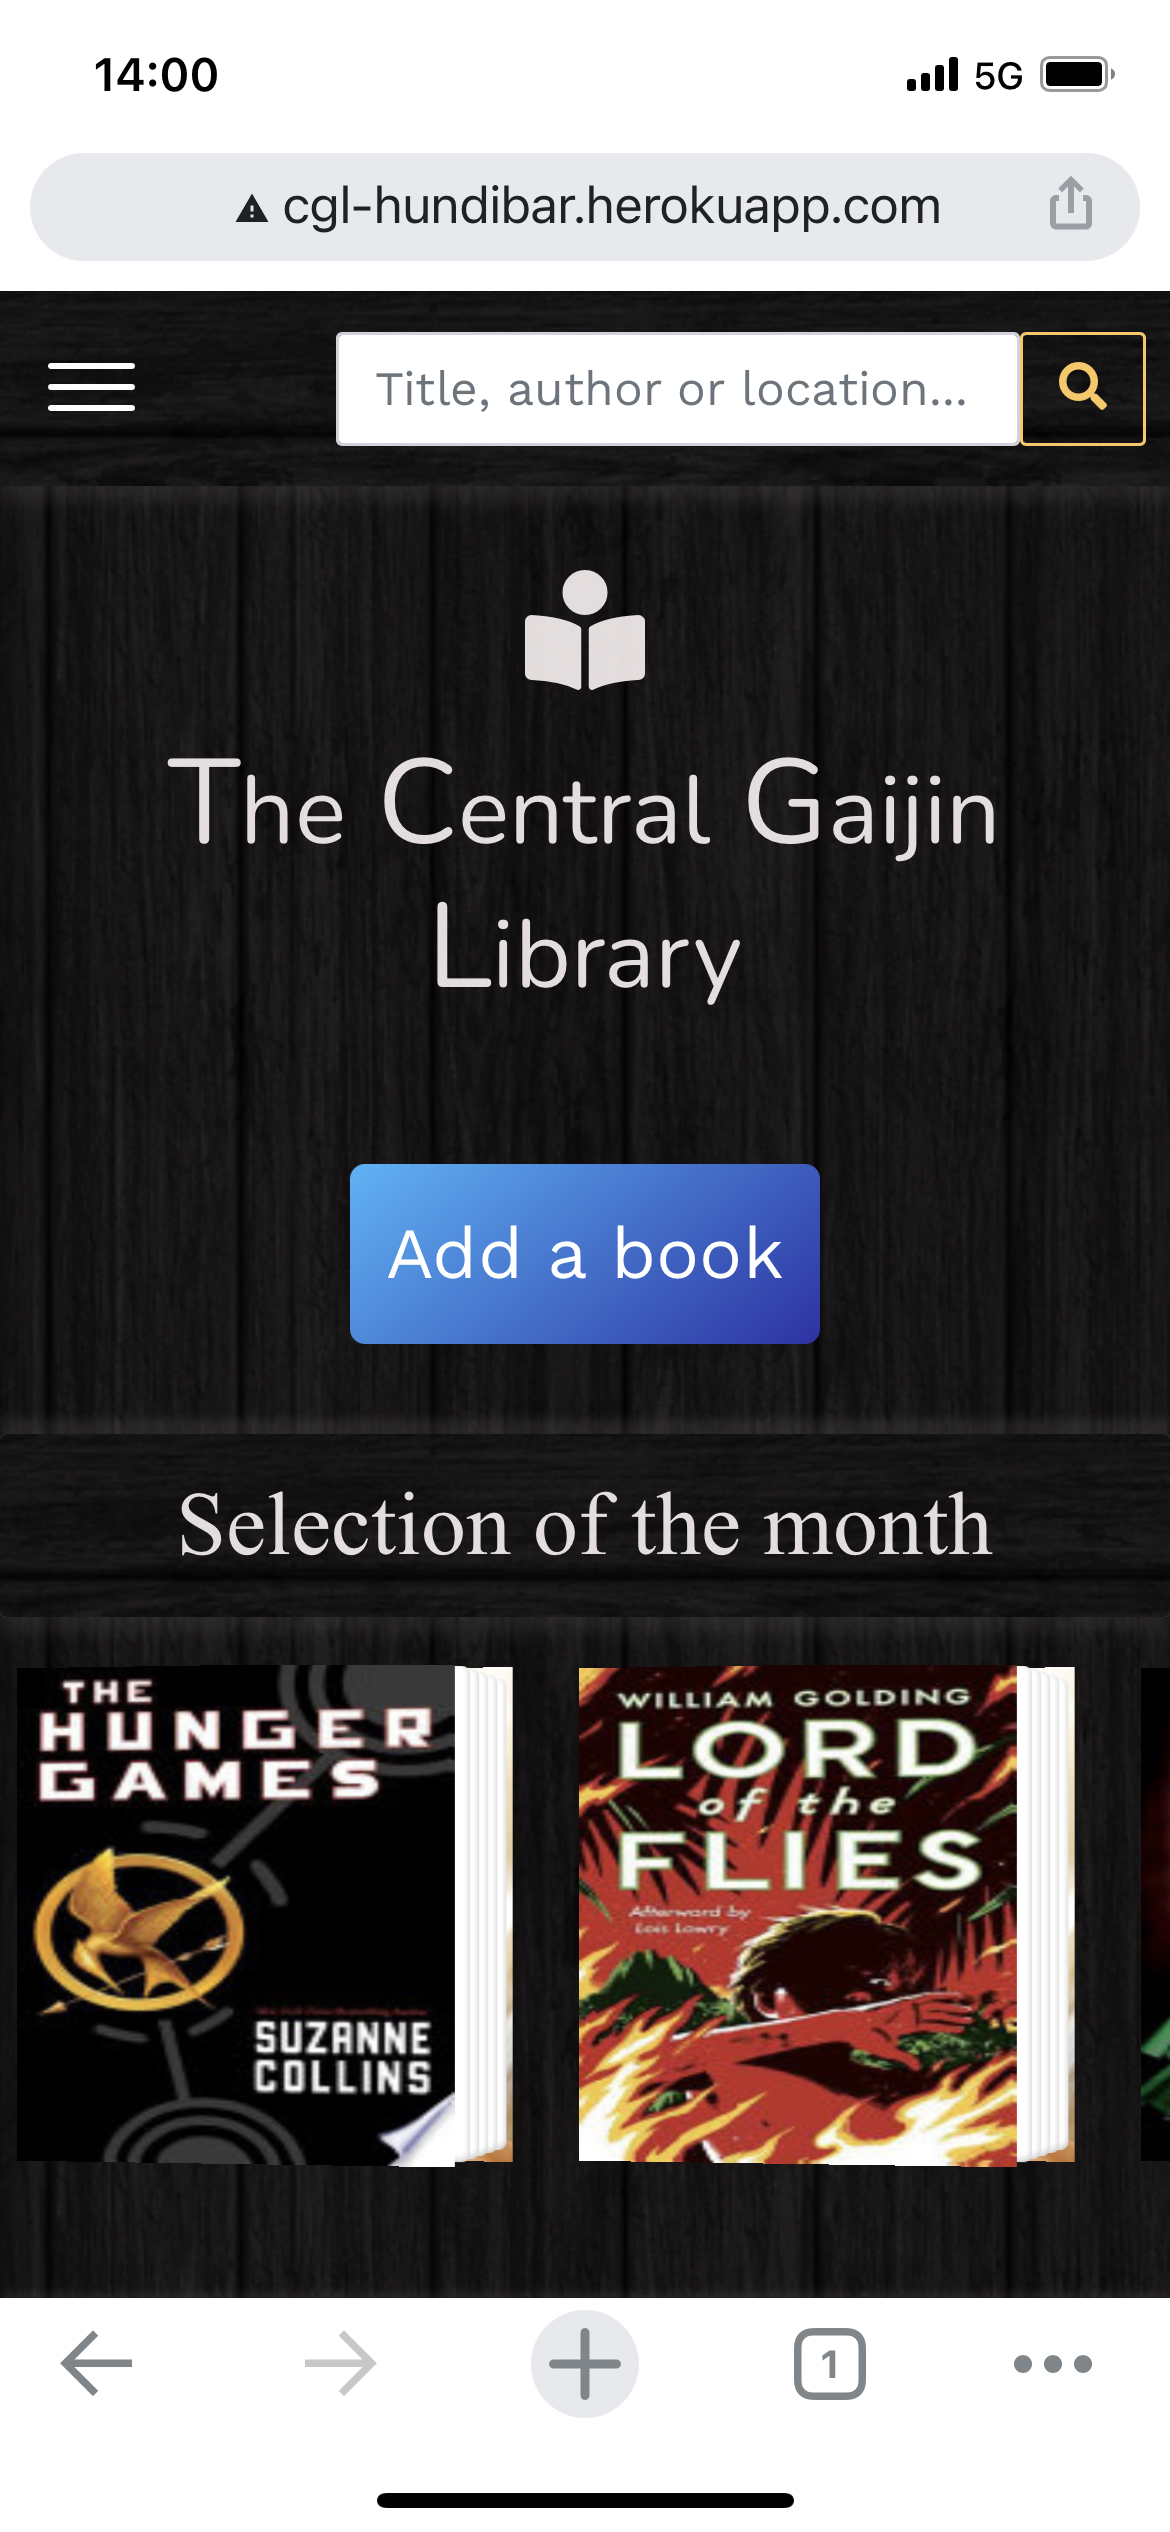 14:00
5G
cgl-hundibar.herokuapp.com
Title, author or location...
The Central Gaijin
Library
Add a book
Selection of the month
THE
HUNGER
GAMES
SUZANNE
COLLINS
WILLIAM GOLDING
LORD
of the
FLIES
Afterword by
Lois Lowry
1